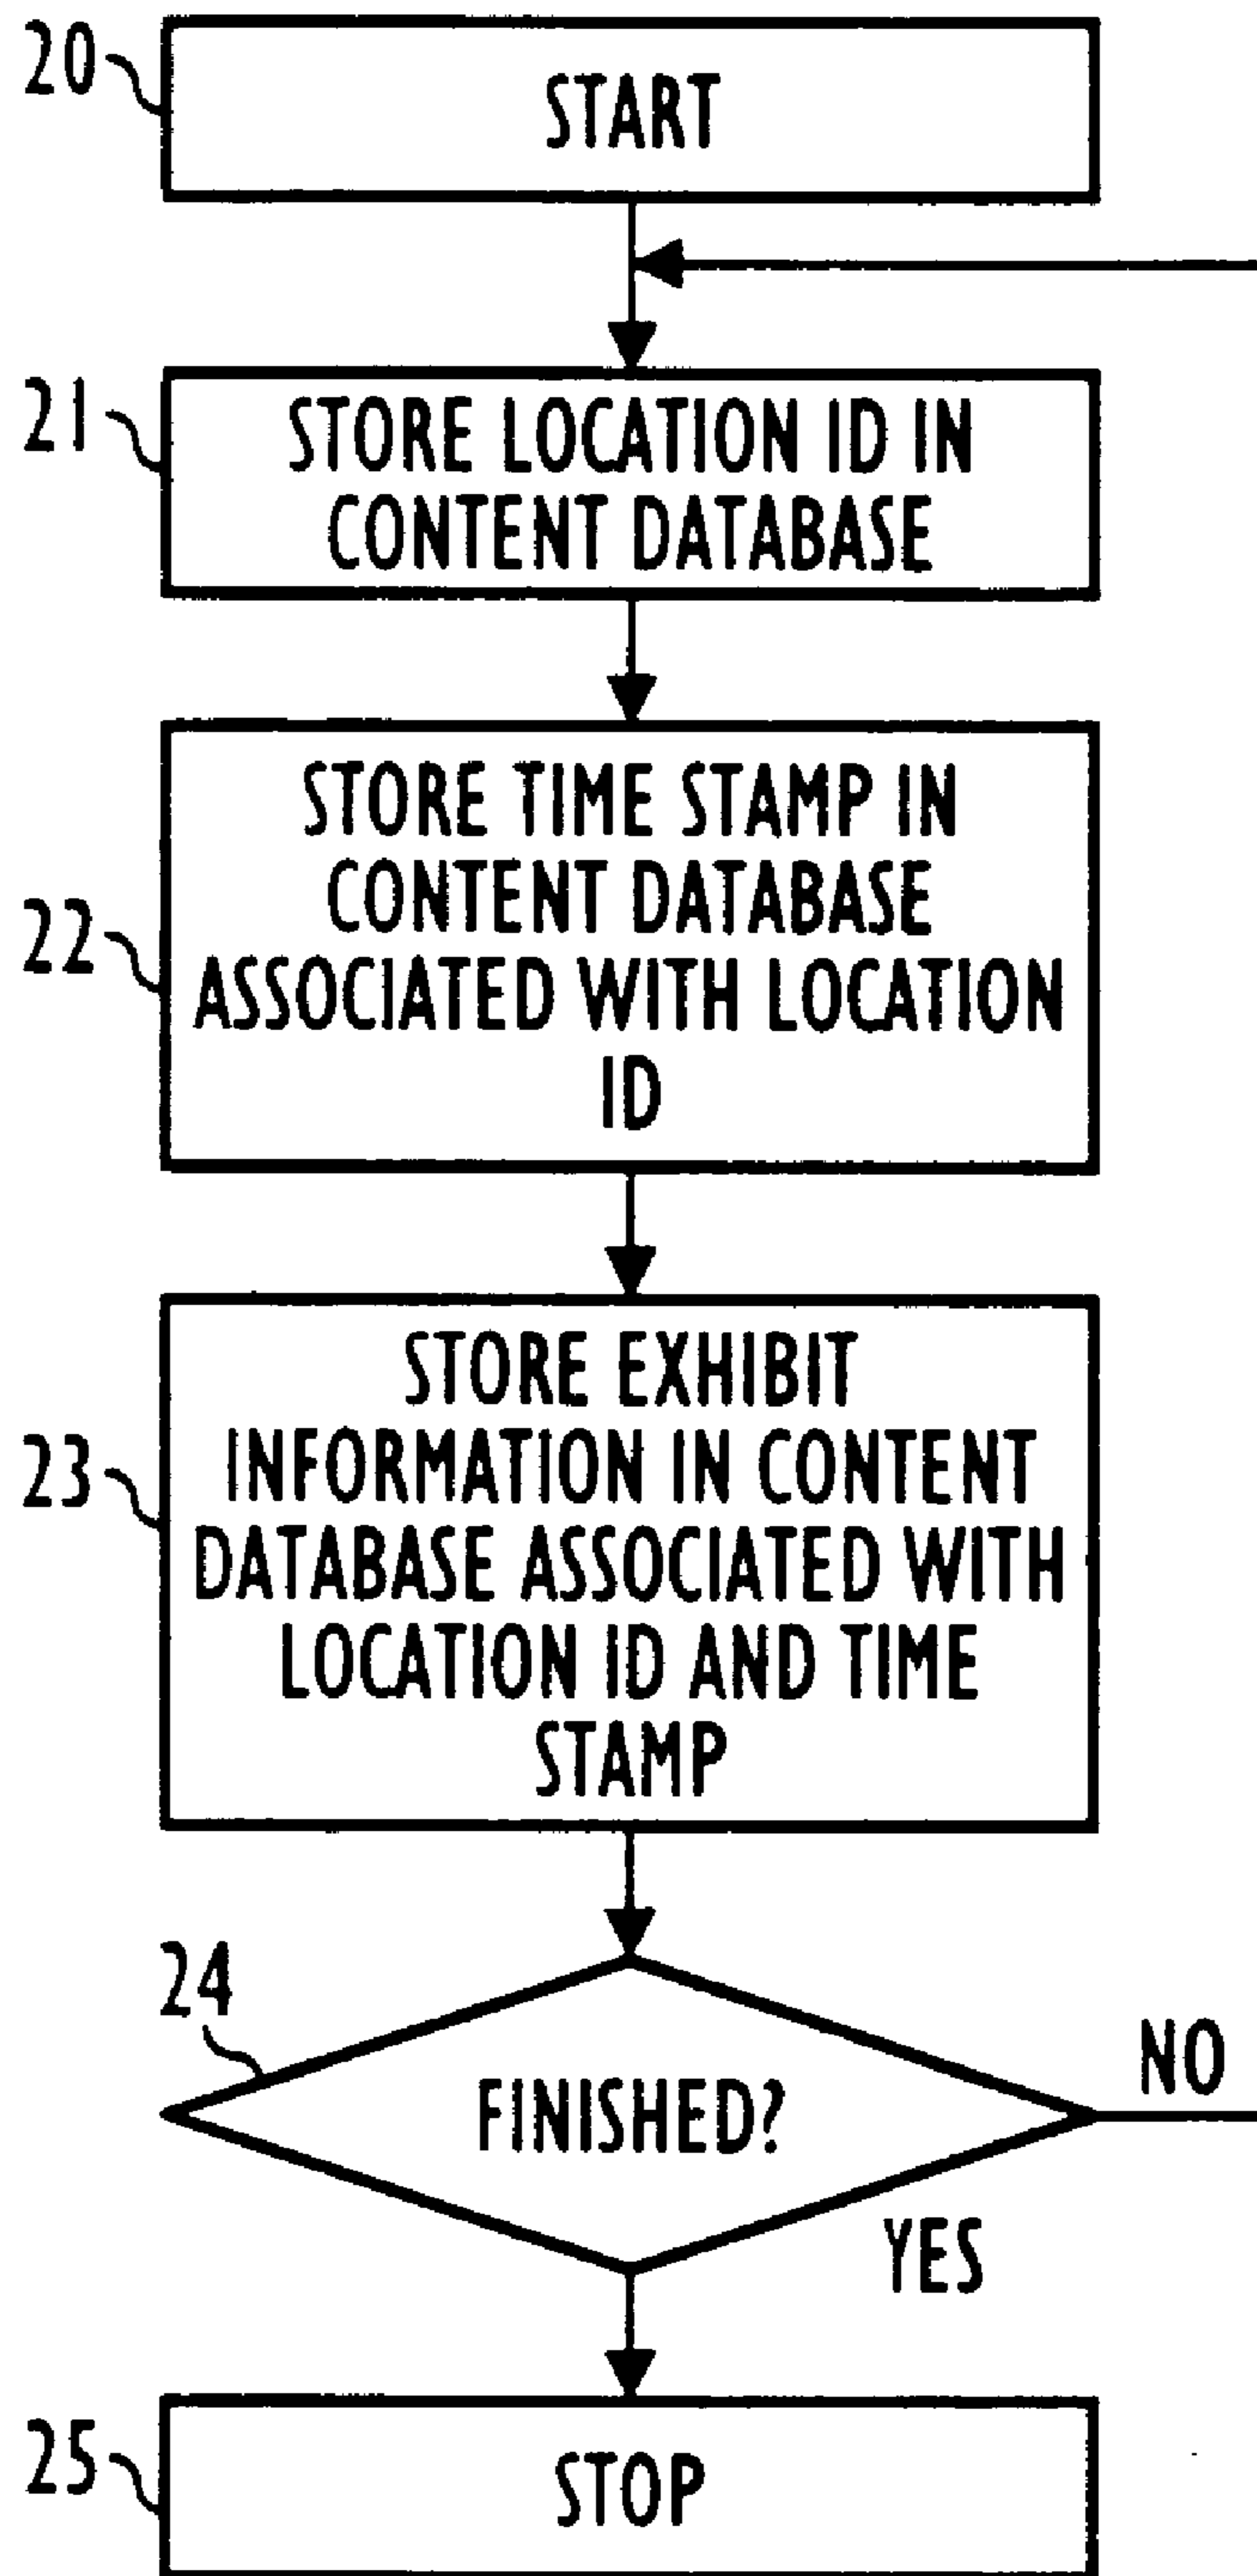 20
START
21
STORE LOCATION ID IN
CONTENT DATABASE
22
STORE TIME STAMP IN
CONTENT DATABASE
ASSOCIATED WITH LOCATION
ID
23
STORE EXHIBIT
INFORMATION IN CONTENT
DATABASE ASSOCIATED WITH
LOCATION ID AND TIME
STAMP
24
FINISHED?
NO
YES
25
STOP